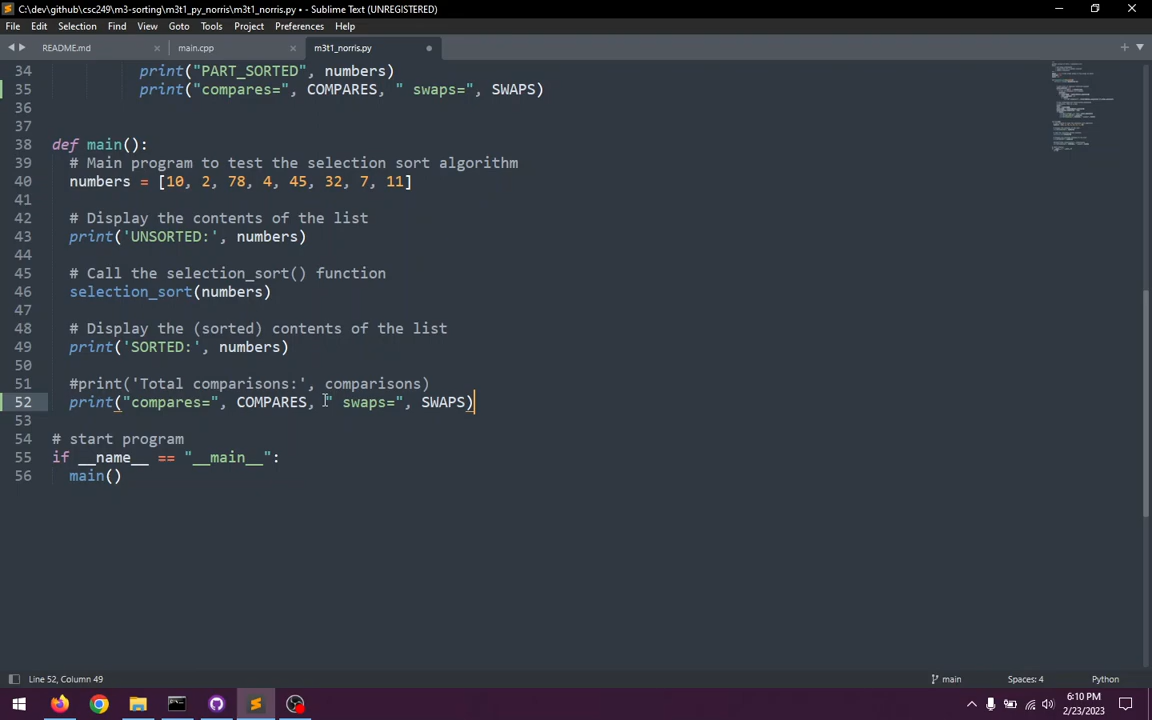 C:\dev\github\csc249\m3-sorting\m3t1_py_norris\m3t1_norris.py • - Sublime Text (UNREGISTERED)
File Edit Selection Find View Goto Tools Project Preferences Help
README.md × main.cpp × m3t1_norris.py
34 print("PART_SORTED", numbers)
35 print("compares=", COMPARES, " swaps=", SWAPS)
36
37
38 def main():
39 # Main program to test the selection sort algorithm
40 numbers = [10, 2, 78, 4, 45, 32, 7, 11]
41
42 # Display the contents of the list
43 print('UNSORTED:', numbers)
44
45 # Call the selection_sort() function
46 selection_sort(numbers)
47
48 # Display the (sorted) contents of the list
49 print('SORTED:', numbers)
50
51 #print('Total comparisons:', comparisons)
52 print("compares=", COMPARES, " swaps=", SWAPS)
53
54 # start program
55 if __name__ == "__main__":
56 main()
Line 52, Column 49 main Spaces: 4 Python
6:10 PM
2/23/2023